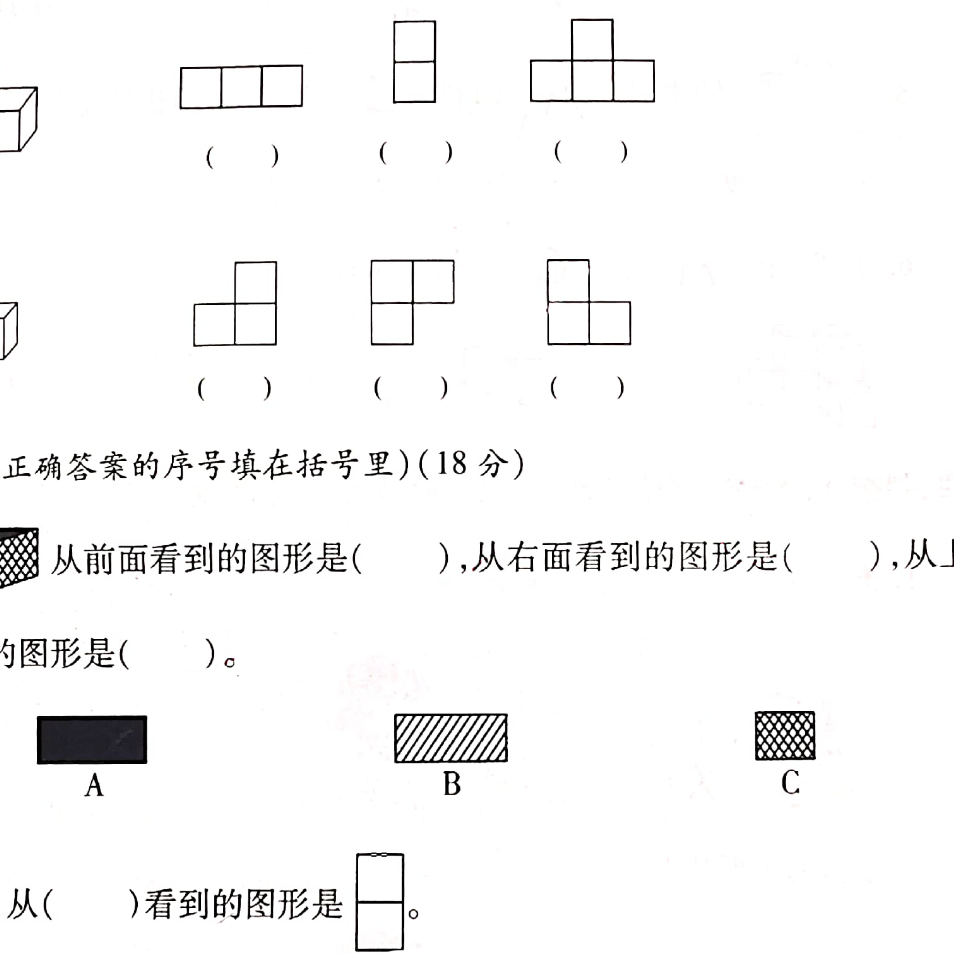 (    ) (    ) (    )
(    ) (    ) (    )
正确答案的序号填在括号里)(18分)
从前面看到的图形是(    ),从右面看到的图形是(    ),从
的图形是(    )。
A B C
从(    )看到的图形是 。